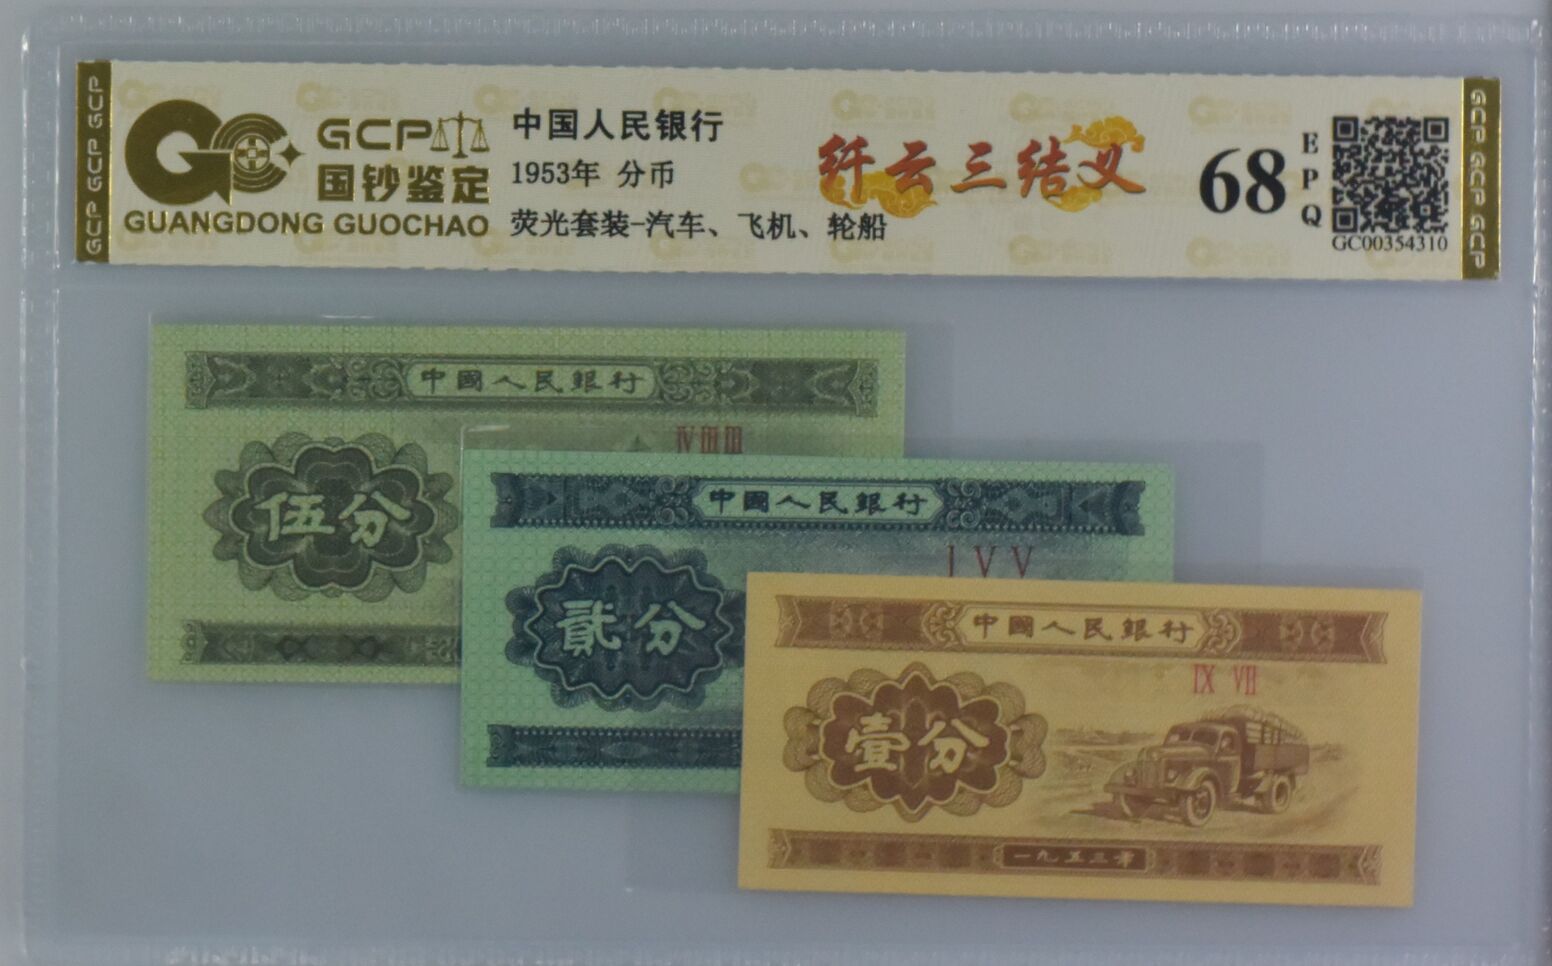 GCP GCP GCP
GCP
国钞鉴定
GUANGDONG GUOCHAO
中国人民银行
1953年 分币
荧光套装-汽车、飞机、轮船
纤云三结义
68
EPQ
GC00354310
GCP GCP GCP
中國人民銀行
ⅣⅢⅢ
伍分
中國人民銀行
Ⅰ Ⅴ Ⅴ
貳分
中國人民銀行
Ⅸ Ⅶ
壹分
一九五三年